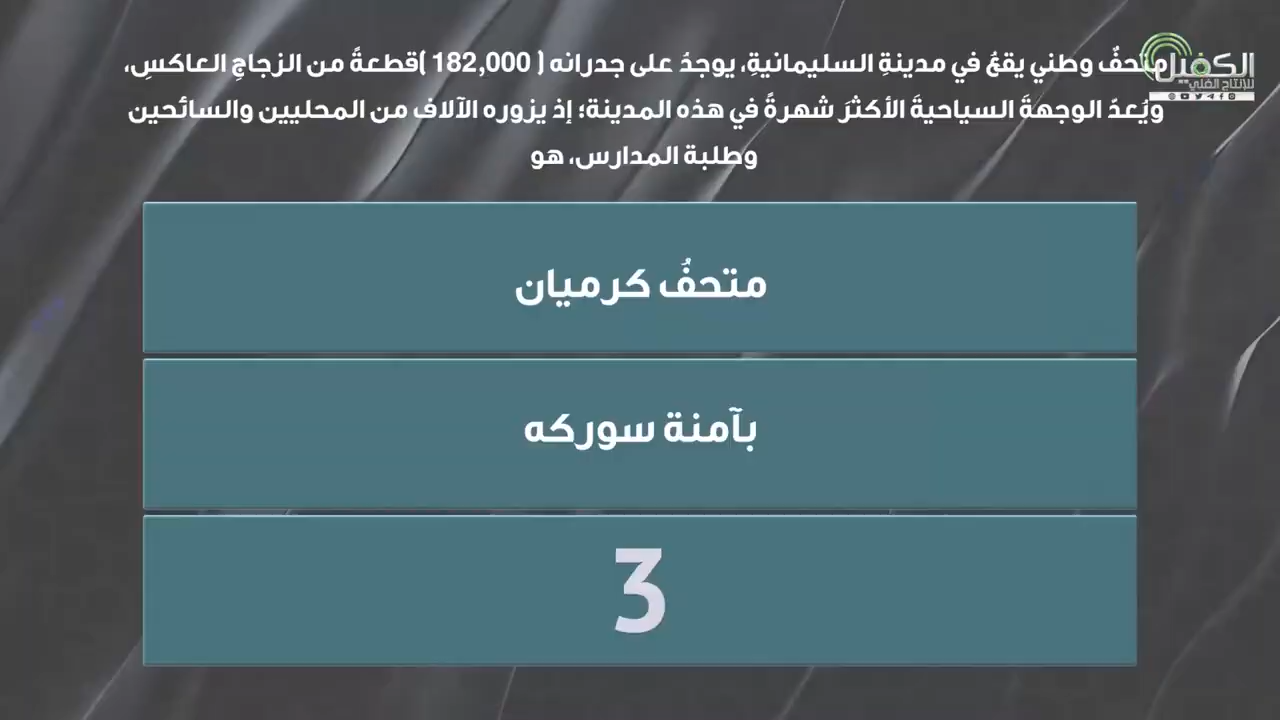 متحفٌ وطني يقعُ في مدينةِ السليمانيةِ، يوجدُ على جدرانه ( 182,000 )قطعةً من الزجاجِ العاكسِ،
ويُعدّ الوجهةَ السياحيةَ الأكثرَ شهرةً في هذه المدينة؛ إذ يزوره الآلاف من المحليين والسائحين
وطلبة المدارس، هو
متحفُ كرميان
بآمنة سوركه
3
الكفيل
للإنتاج الفني